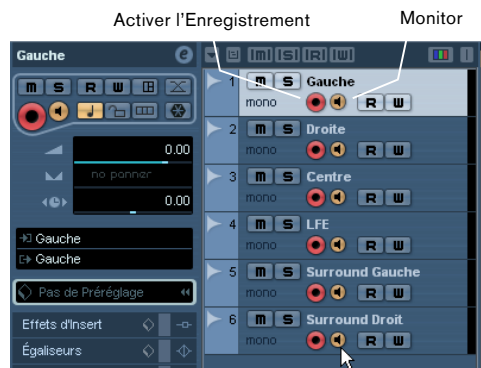 Activer l'Enregistrement Monitor
Gauche e m s R W
m s R W
1 m s Gauche
mono R W
2 m s Droite
mono R W
0.00
no panner
3 m s Centre
mono R W
0.00
4 m s LFE
mono R W
Gauche
Gauche
5 m s Surround Gauche
mono R W
Pas de Préréglage
6 m s Surround Droit
mono R W
Effets d'Insert
Égaliseurs